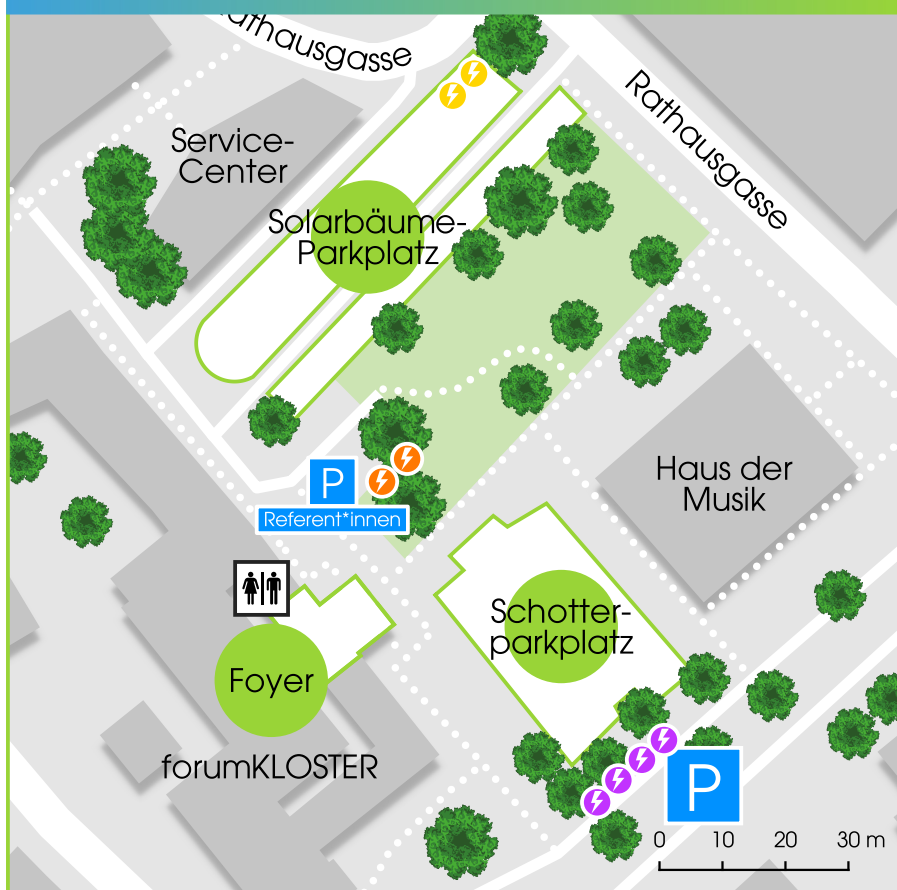 Rathausgasse
Rathausgasse
Service-
Center
Solarbäume-
Parkplatz
Haus der
Musik
P
Referent*innen
Schotter-
parkplatz
Foyer
forumKLOSTER
P
0 10 20 30 m